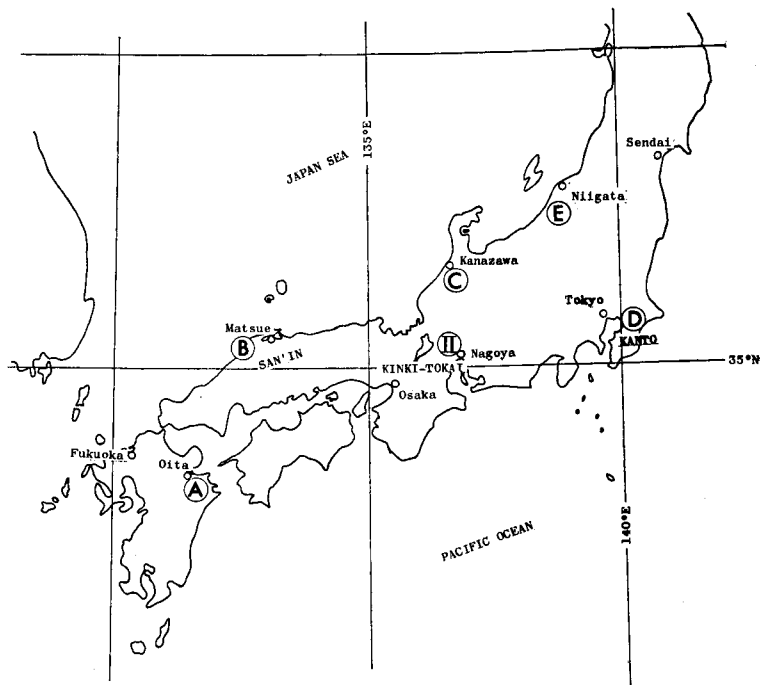 135°E
Sendai
JAPAN SEA
Niigata
E
Kanazawa
C
Tokyo
D
Matsue
B
II
Nagoya
KANTO
SAN'IN
KINKI-TOKAI
35°N
Osaka
Fukuoka
Oita
A
PACIFIC OCEAN
140°E